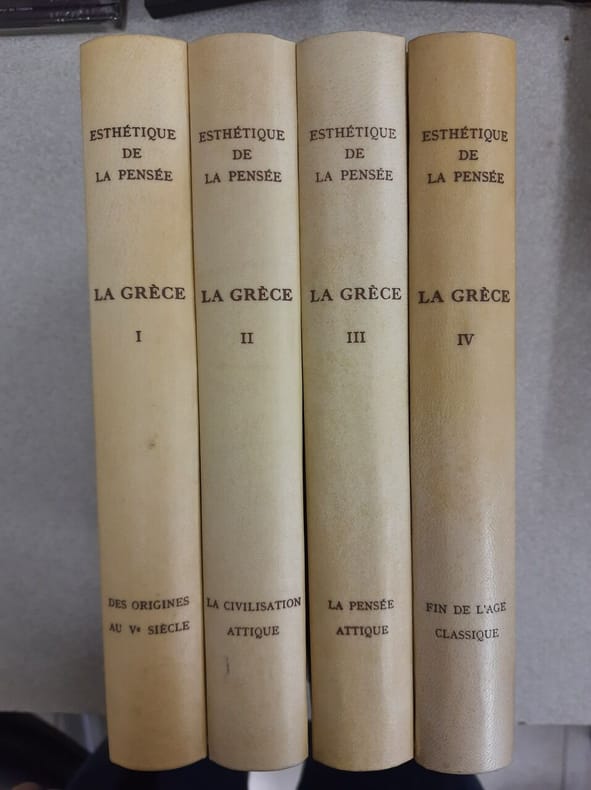 ESTHÉTIQUE
DE
LA PENSÉE
LA GRÈCE
I
DES ORIGINES
AU Vᵉ SIÈCLE
ESTHÉTIQUE
DE
LA PENSÉE
LA GRÈCE
II
LA CIVILISATION
ATTIQUE
ESTHÉTIQUE
DE
LA PENSÉE
LA GRÈCE
III
LA PENSÉE
ATTIQUE
ESTHÉTIQUE
DE
LA PENSÉE
LA GRÈCE
IV
FIN DE L'AGE
CLASSIQUE